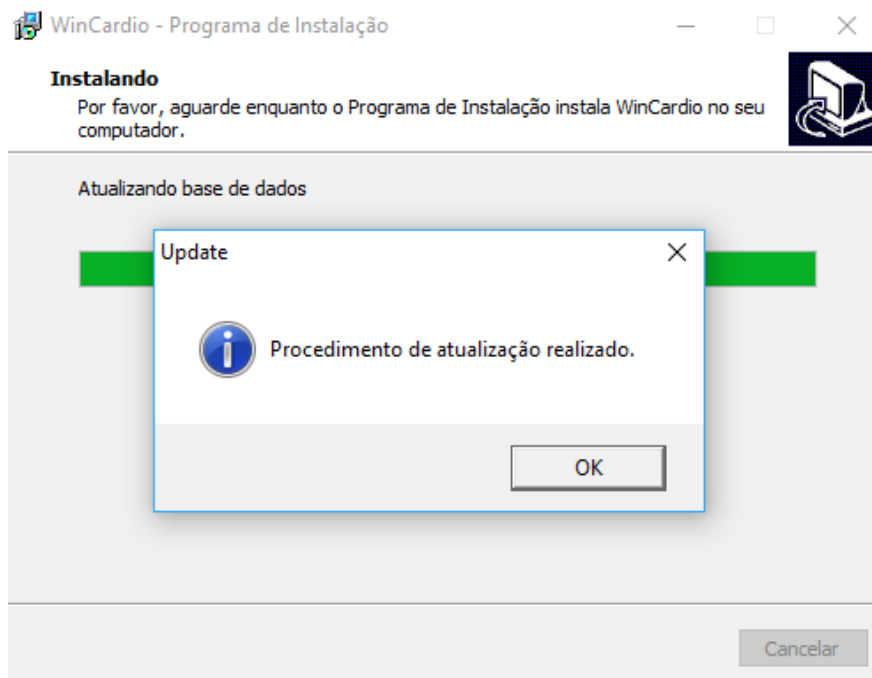 WinCardio - Programa de Instalação
Instalando
Por favor, aguarde enquanto o Programa de Instalação instala WinCardio no seu
computador.
Atualizando base de dados
Update
Procedimento de atualização realizado.
OK
Cancelar